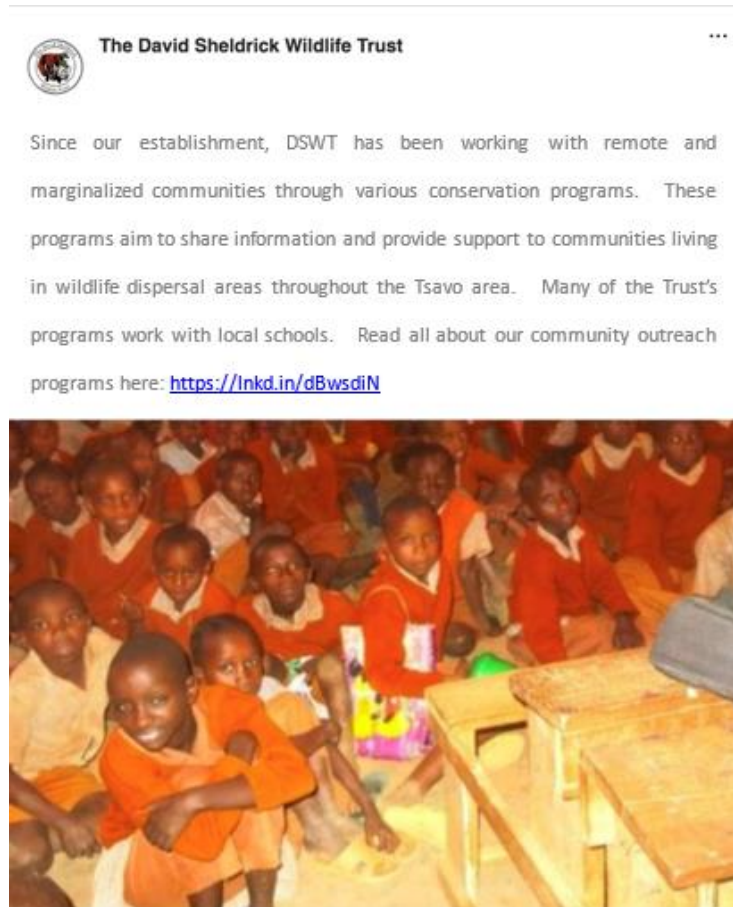 The David Sheldrick Wildlife Trust
...
Since our establishment, DSWT has been working with remote and
marginalized communities through various conservation programs. These
programs aim to share information and provide support to communities living
in wildlife dispersal areas throughout the Tsavo area. Many of the Trust's
programs work with local schools. Read all about our community outreach
programs here: https://lnkd.in/dBwsdiN